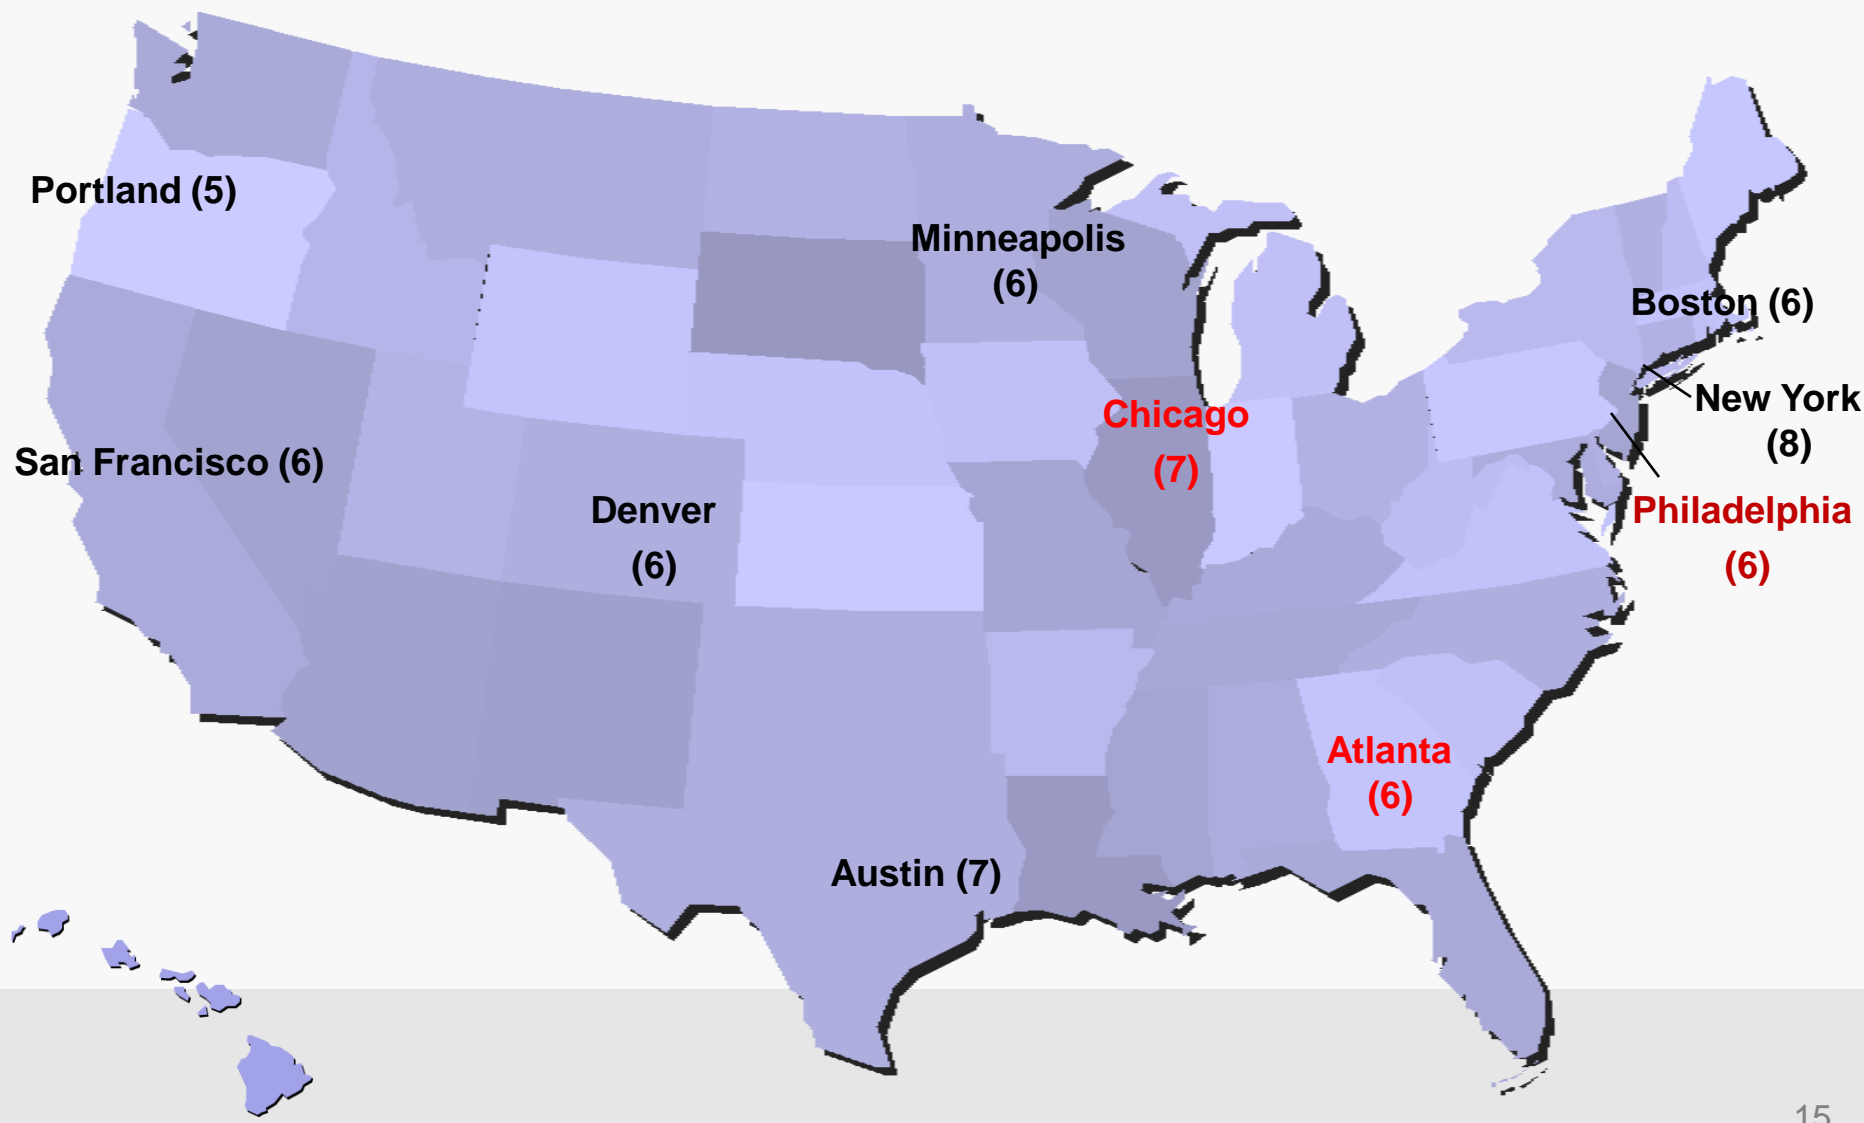 Portland (5)
Minneapolis
(6)
Boston (6)
New York
(8)
Chicago
(7)
San Francisco (6)
Denver
(6)
Philadelphia
(6)
Atlanta
(6)
Austin (7)
15